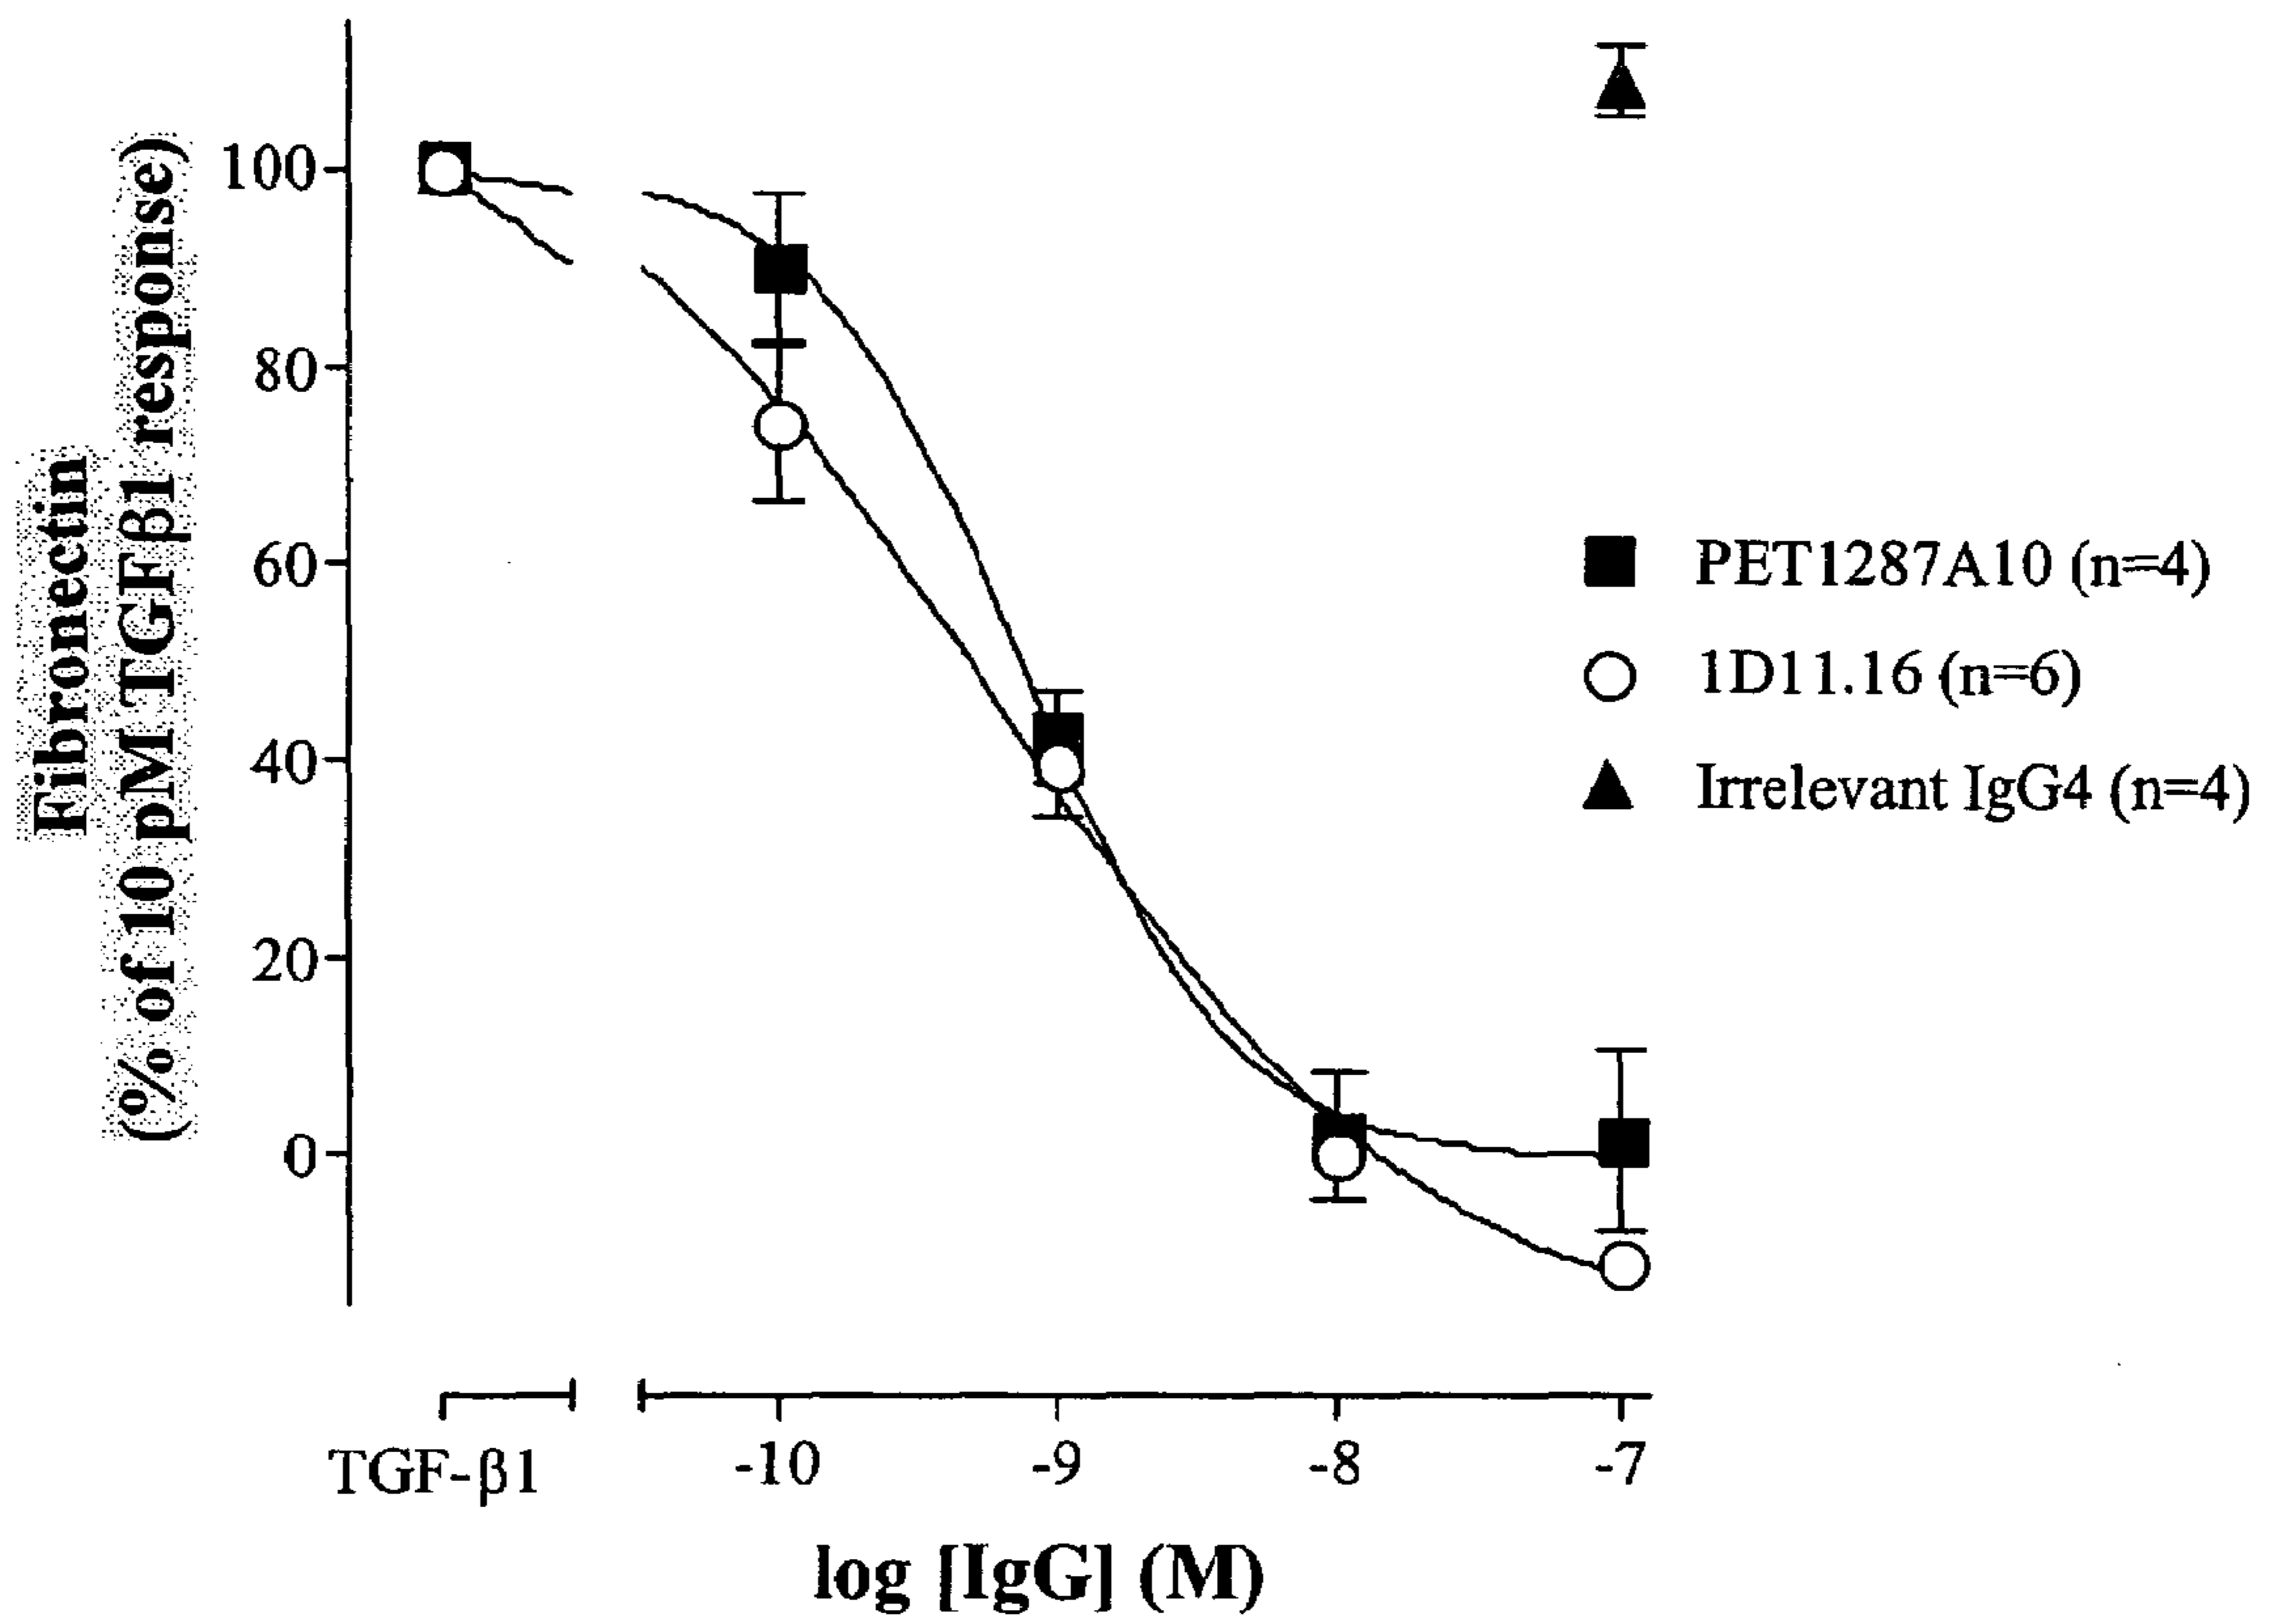 Fibronectin
(% of 10 pM TGFβ1 response)
100
80
60
40
20
0
PET1287A10 (n=4)
1D11.16 (n=6)
Irrelevant IgG4 (n=4)
TGF-β1
-10
-9
-8
-7
log [IgG] (M)